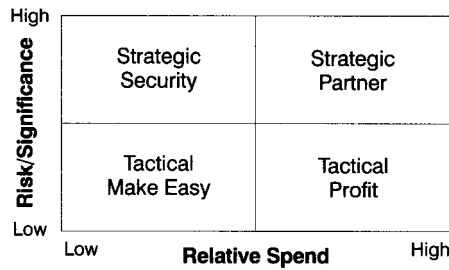 High
Strategic
Security
Strategic
Partner
Risk/Significance
Tactical
Make Easy
Tactical
Profit
Low
Low
Relative Spend
High